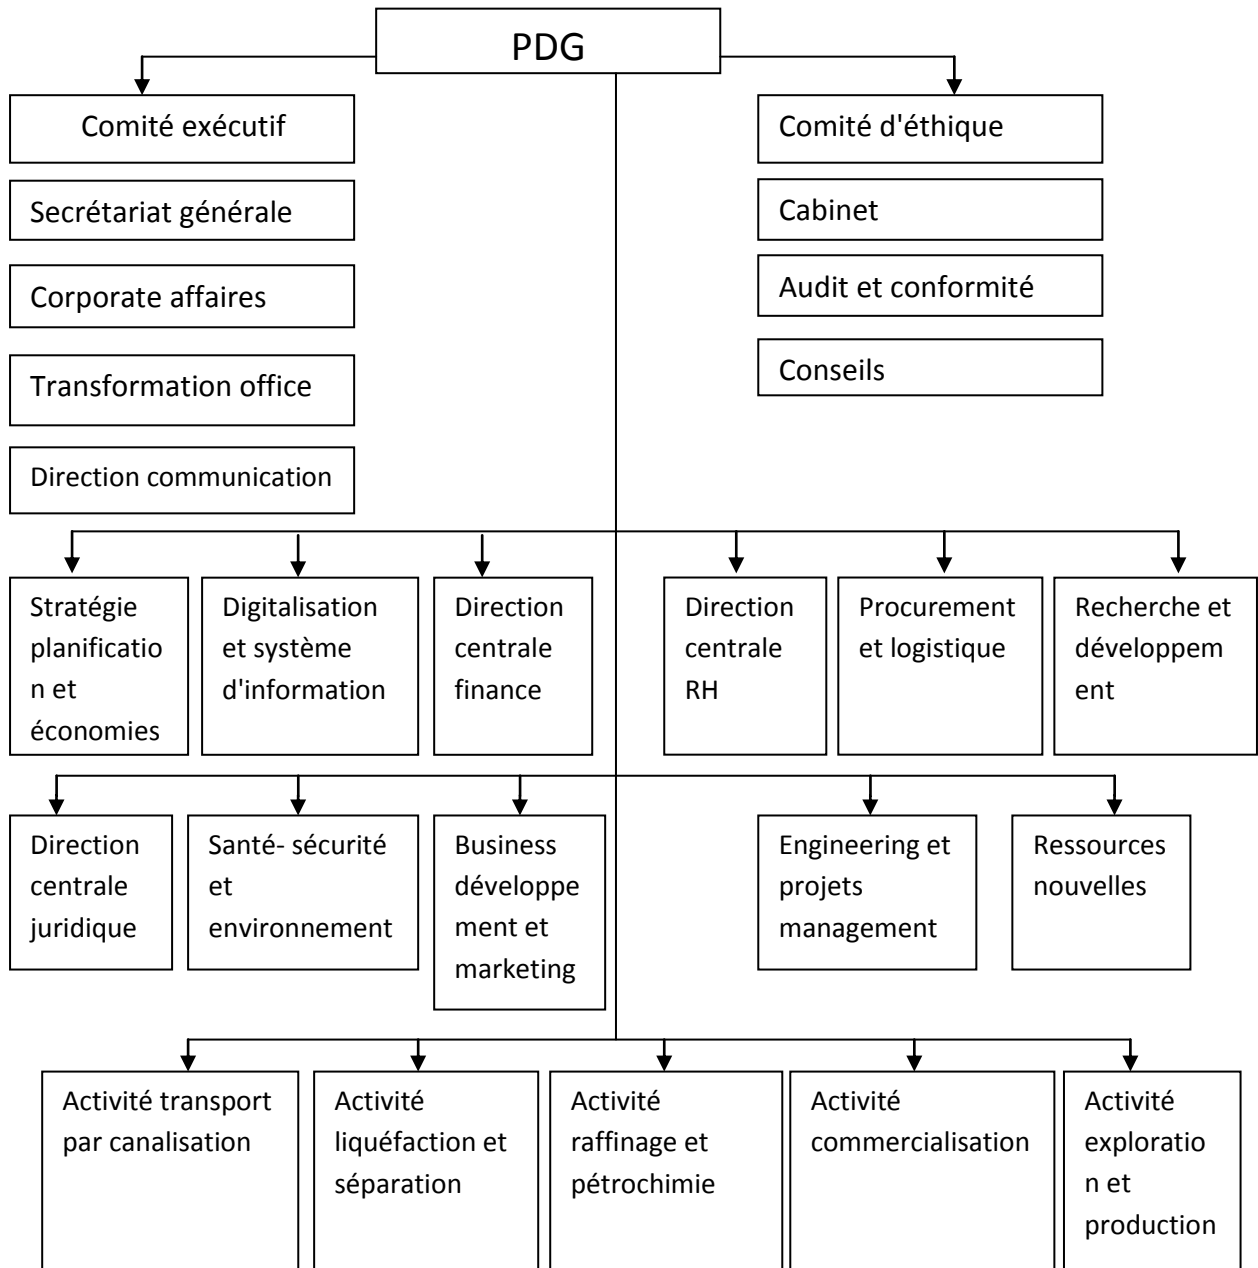 PDG
Comité exécutif
Secrétariat générale
Corporate affaires
Transformation office
Direction communication
Comité d'éthique
Cabinet
Audit et conformité
Conseils
Stratégie
planificatio
n et
économies
Digitalisation
et système
d'information
Direction
centrale
finance
Direction
centrale
RH
Procurement
et logistique
Recherche et
développem
ent
Direction
centrale
juridique
Santé- sécurité
et
environnement
Business
développe
ment et
marketing
Engineering et
projets
management
Ressources
nouvelles
Activité transport
par canalisation
Activité
liquéfaction et
séparation
Activité
raffinage et
pétrochimie
Activité
commercialisation
Activité
exploratio
n et
production